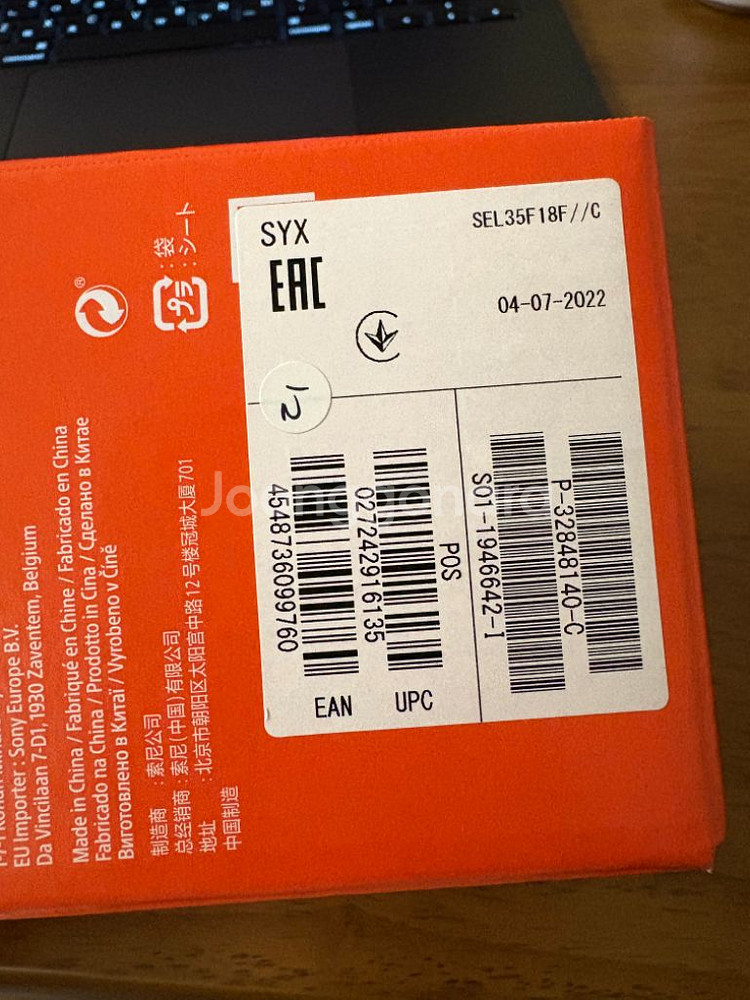 SYX
SEL35F18F//C
EAC
04-07-2022
12
4548736099760
027242916135
POS
EAN
UPC
S01-1946642-I
P-32848140-C
®
プラ
:袋
:シート
EU Importer : Sony Europe B.V.
Da Vincilaan 7-D1, 1930 Zaventem, Belgium
Made in China / Fabriqué en Chine / Fabricado en China
Fabricado na China / Prodotto in Cina / Сделано в Китае
Виготовлено в Китаї / Vyrobeno v Číně
制造商 :索尼公司
总经销商 :索尼(中国)有限公司
地址 :北京市朝阳区太阳宫中路12号楼冠城大厦701
中国制造
Joonggonara